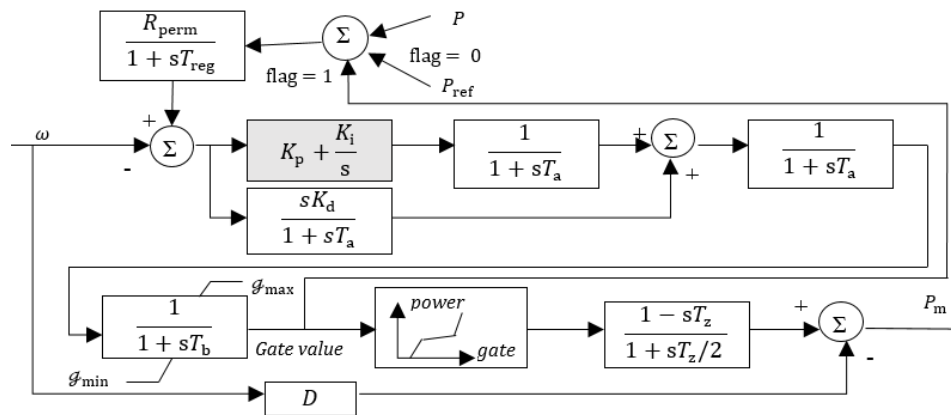 R_perm
1 + sT_reg
Σ
P
flag = 0
flag = 1
P_ref
ω
+
-
Σ
K_p + K_i
s
1
1 + sT_a
+
Σ
+
1
1 + sT_a
sK_d
1 + sT_a
g_max
1
1 + sT_b
g_min
Gate value
power
gate
1 − sT_z
1 + sT_z/2
+
Σ
-
P_m
D